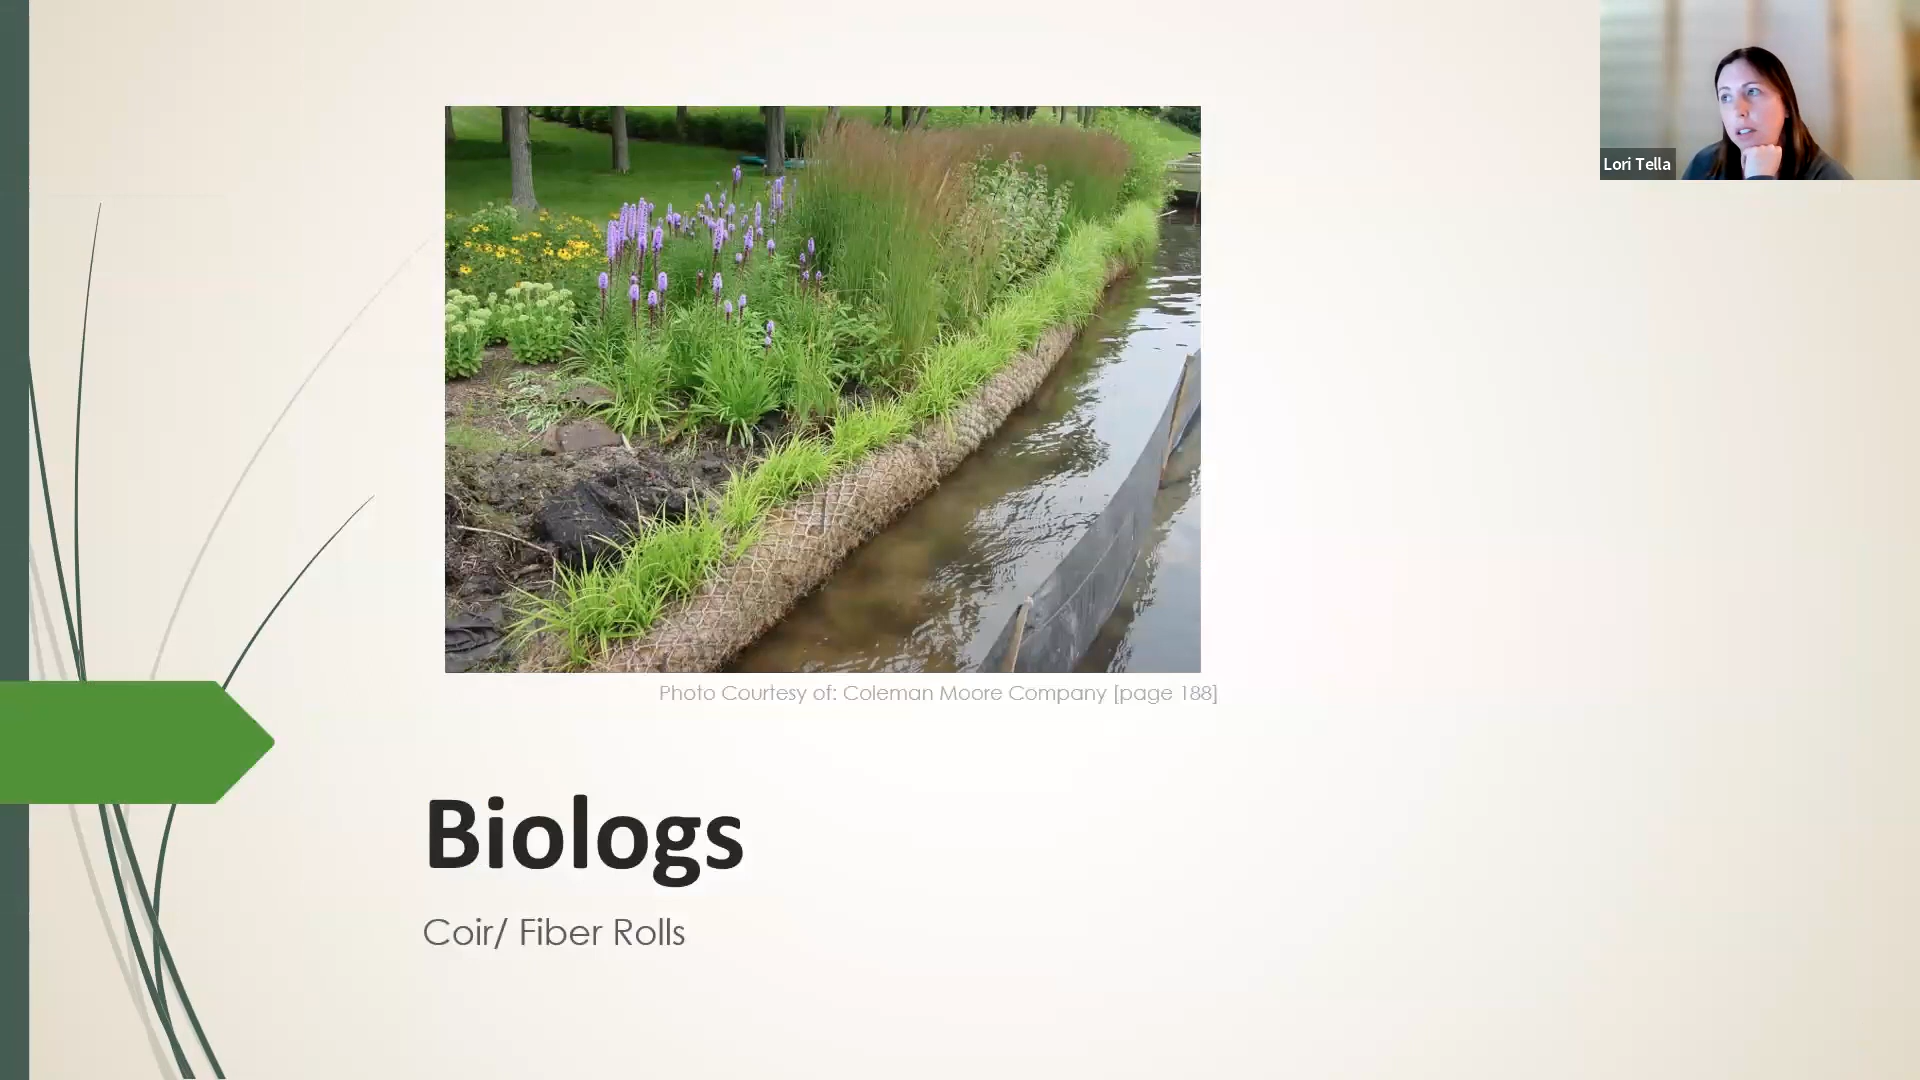 Lori Tella
Photo Courtesy of: Coleman Moore Company [page 188]
Biologs
Coir/ Fiber Rolls